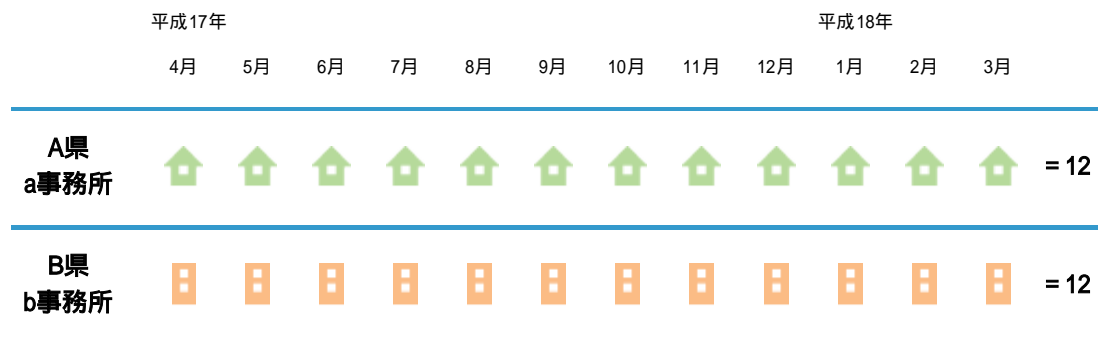 平成17年 平成18年
4月 5月 6月 7月 8月 9月 10月 11月 12月 1月 2月 3月
A県
a事務所
= 12
B県
b事務所
= 12